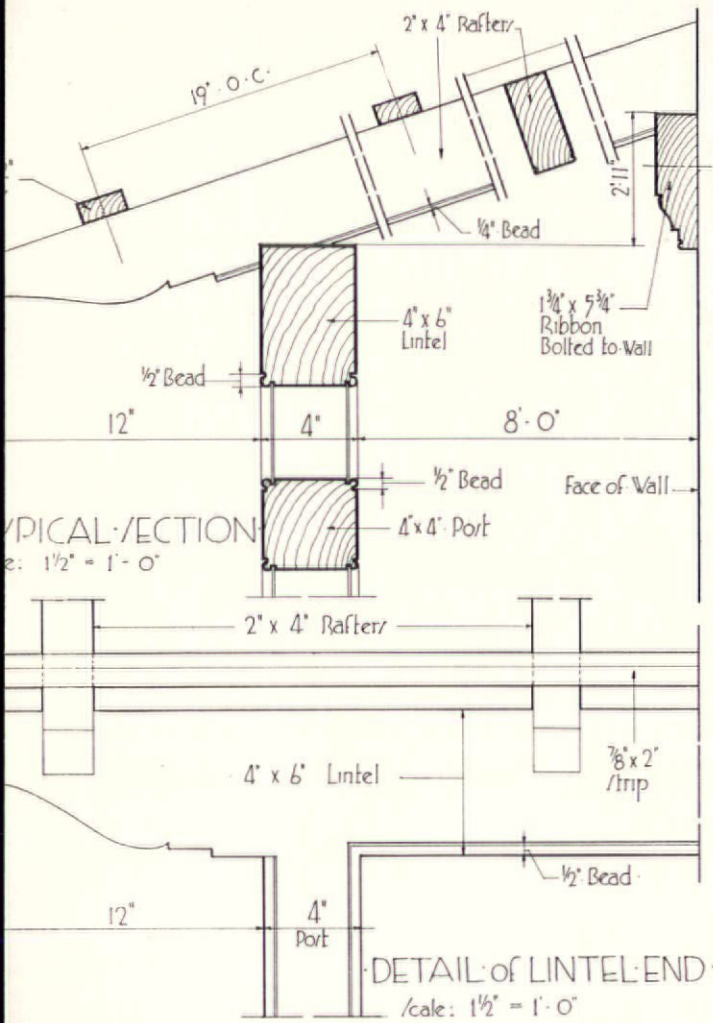 2" x 4" Rafters
19" O.C.
2'11"
1/4" Bead
4" x 6"
Lintel
1 3/4" x 5 3/4"
Ribbon
Bolted to Wall
1/2" Bead
12"
4"
8'-0"
1/2" Bead
Face of Wall
4" x 4" Post
YPICAL·SECTION
e: 1 1/2" = 1'-0"
2" x 4" Rafters
4" x 6" Lintel
7/8" x 2"
Strip
1/2" Bead
12"
4"
Post
·DETAIL·of LINTEL·END·
Scale: 1 1/2" = 1'-0"